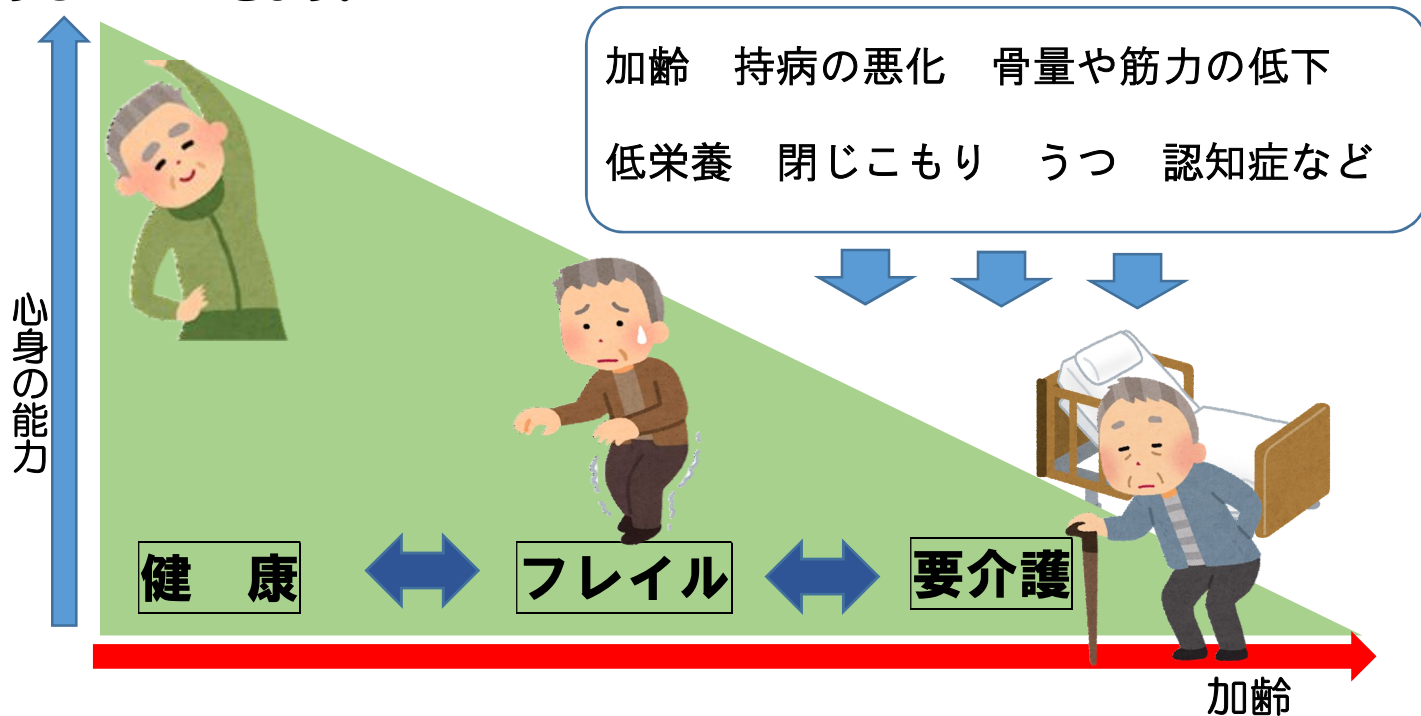 加齢　持病の悪化　骨量や筋力の低下
低栄養　閉じこもり　うつ　認知症など
心身の能力
健　康
フレイル
要介護
加齢